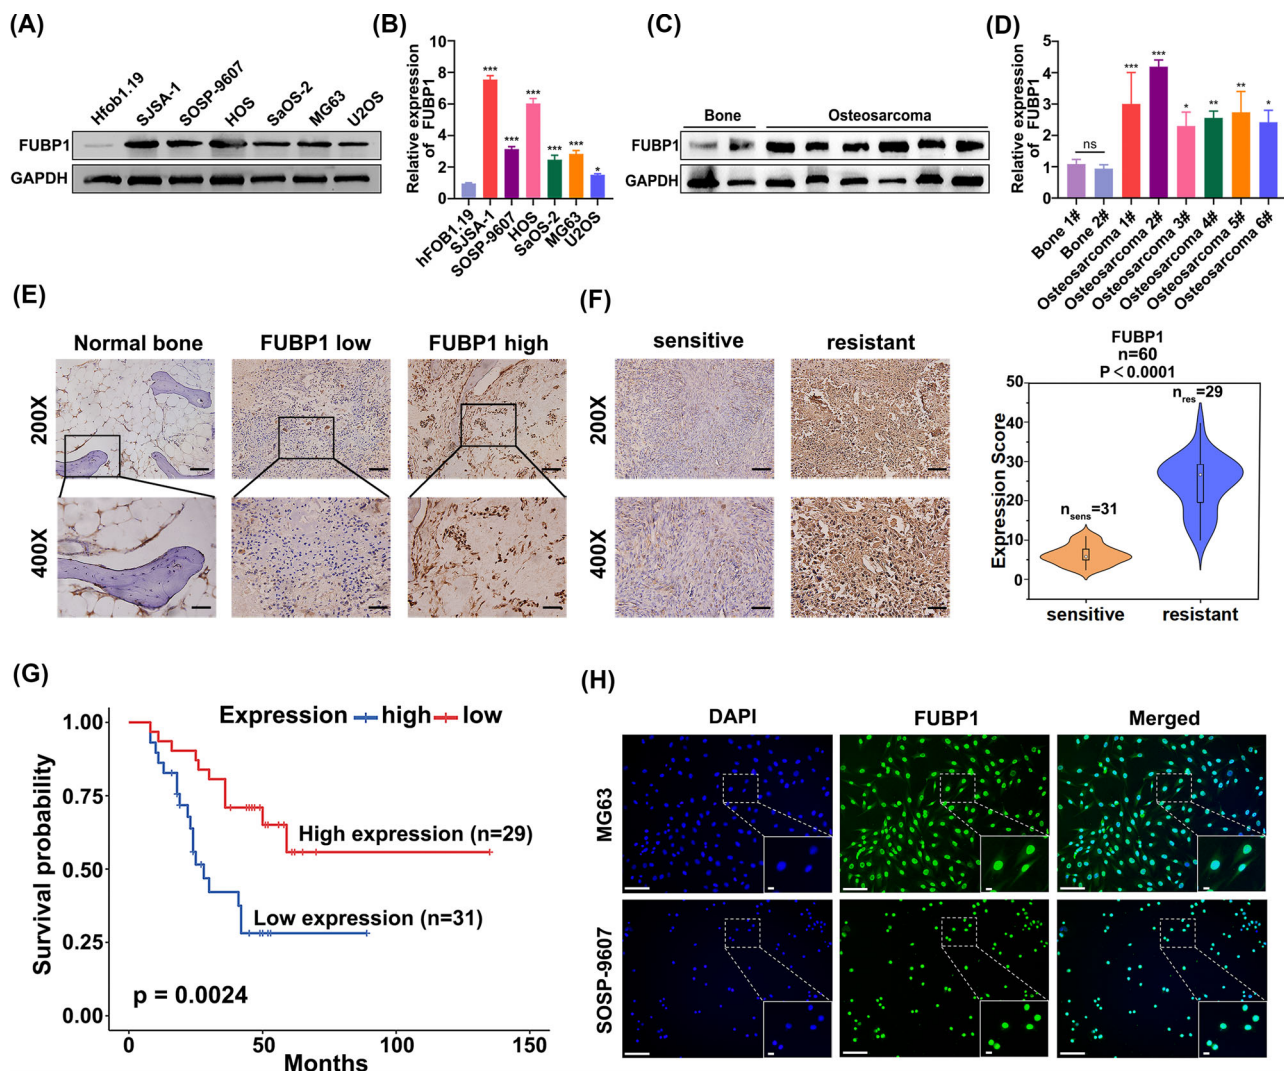 (A)
Hfob1.19
SJSA-1
SOSP-9607
HOS
SaOS-2
MG63
U2OS
FUBP1
GAPDH
(B)
Relative expression
of FUBP1
10
8
6
4
2
0
***
***
***
***
***
*
hFOB1.19
SJSA-1
SOSP-9607
HOS
SaOS-2
MG63
U2OS
(C)
Bone
Osteosarcoma
FUBP1
GAPDH
(D)
Relative expression
of FUBP1
5
4
3
2
1
0
ns
***
***
*
**
**
*
Bone 1#
Bone 2#
Osteosarcoma 1#
Osteosarcoma 2#
Osteosarcoma 3#
Osteosarcoma 4#
Osteosarcoma 5#
Osteosarcoma 6#
(E)
Normal bone
FUBP1 low
FUBP1 high
200X
400X
(F)
sensitive
resistant
200X
400X
FUBP1
n=60
P < 0.0001
Expression Score
50
40
30
20
10
0
nsens=31
nres=29
sensitive
resistant
(G)
Expression high low
Survival probability
1.00
0.75
0.50
0.25
0.00
High expression (n=29)
Low expression (n=31)
p = 0.0024
0
50
100
150
Months
(H)
DAPI
FUBP1
Merged
MG63
SOSP-9607